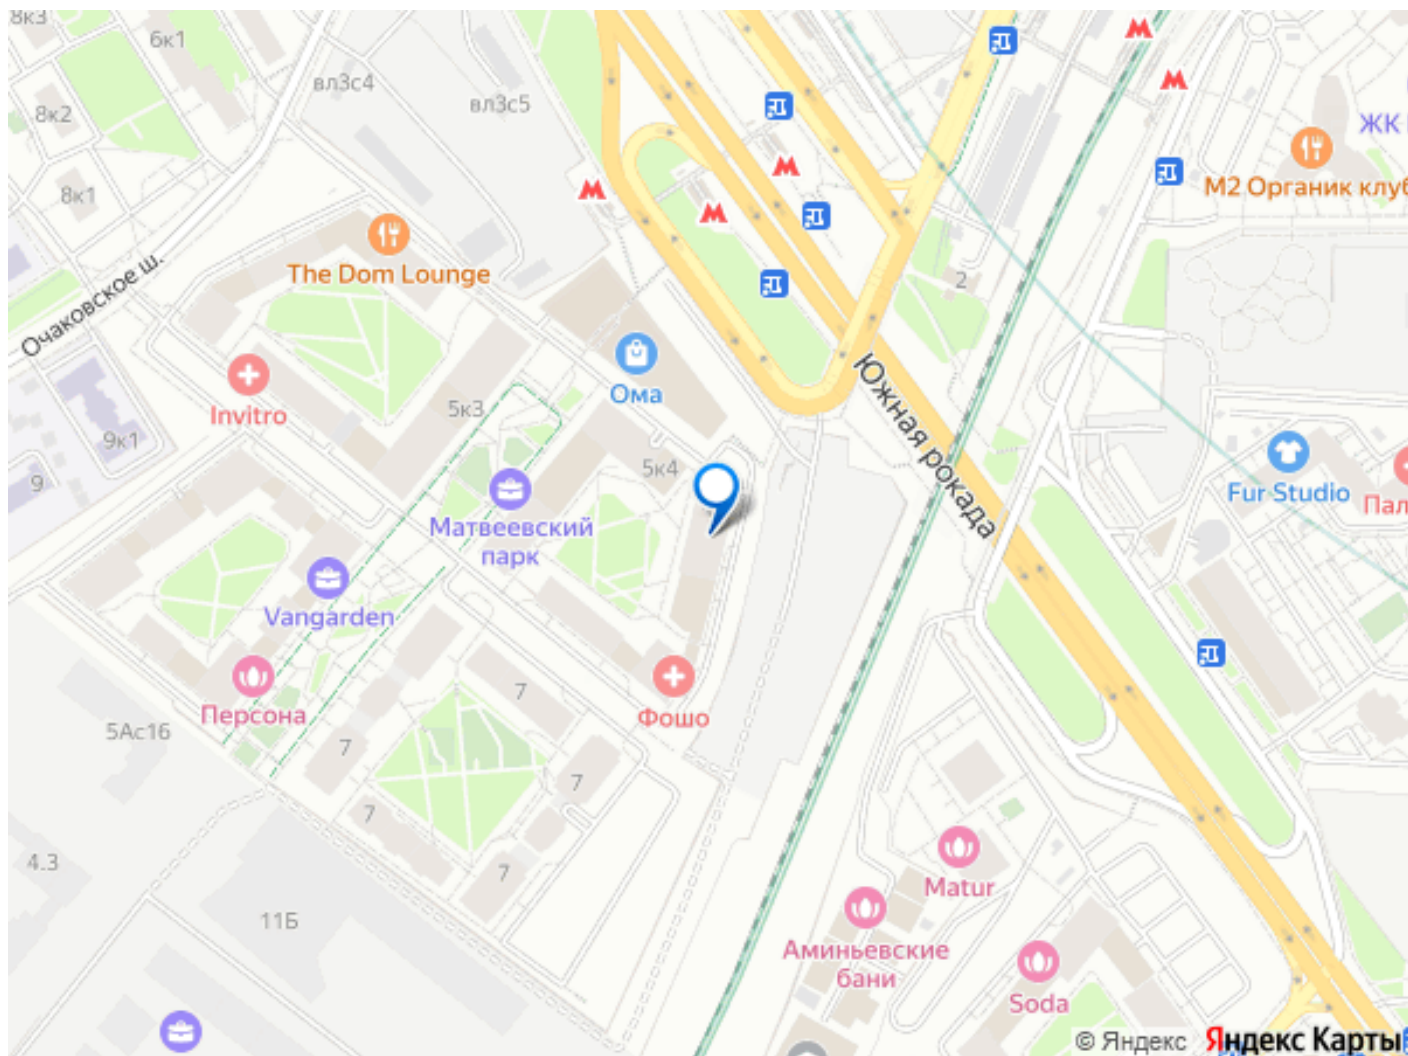 8к3
6к1
вл3с4
вл3с5
8к2
ЖК
8к1
М2 Органик клуб
The Dom Lounge
2
Очаковское ш.
Южная рокада
Ома
Invitro
5к3
9к1
5к4
9
Fur Studio
Пал
Матвеевский
парк
Vangarden
Персона
7
Фошо
5Ас16
7
7
7
4.3
7
Matur
11Б
Аминьевские
бани
Soda
© Яндекс
Яндекс Карты